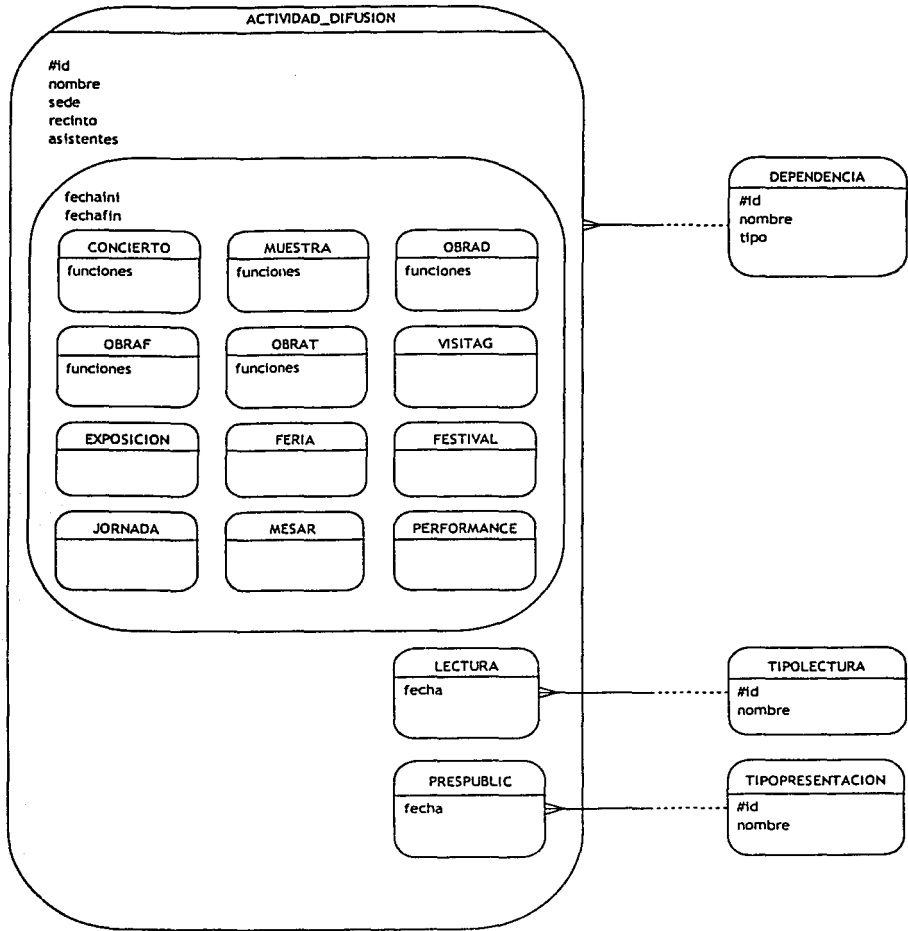 ACTIVIDAD_DIFUSION
#id
nombre
sede
recinto
asistentes
fechaini
fechafin
CONCIERTO
funciones
MUESTRA
funciones
OBRAD
funciones
OBRAF
funciones
OBRAT
funciones
VISITAG
EXPOSICION
FERIA
FESTIVAL
JORNADA
MESAR
PERFORMANCE
DEPENDENCIA
#id
nombre
tipo
LECTURA
fecha
TIPOLECTURA
#id
nombre
PRESPUBLIC
fecha
TIPOPRESENTACION
#id
nombre